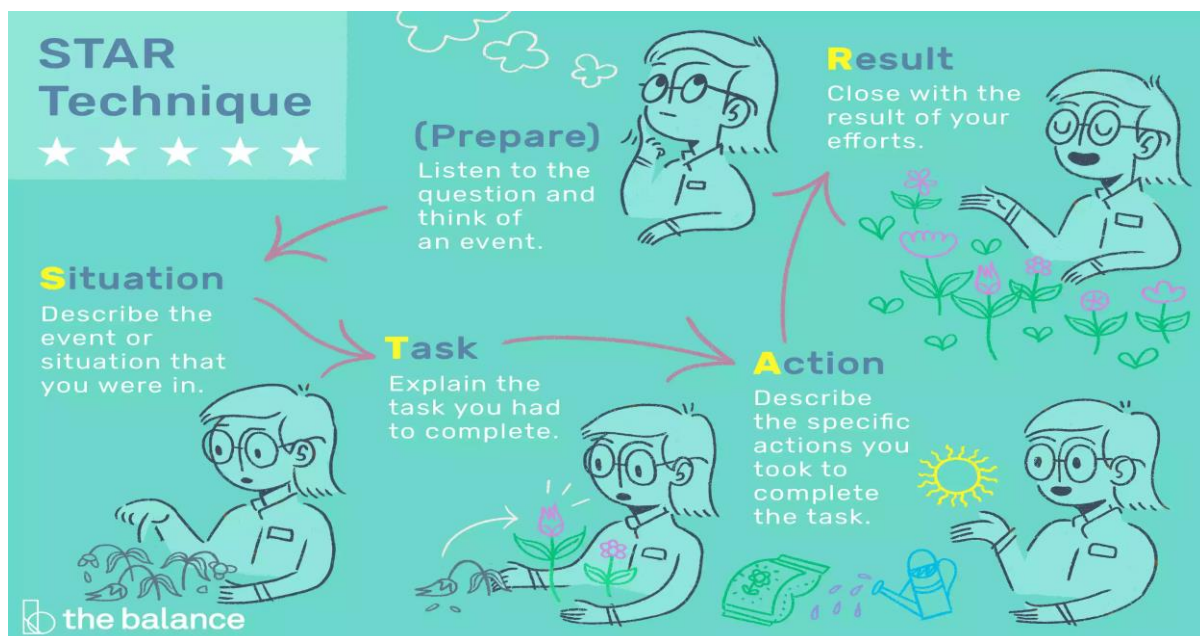 STAR
Technique
(Prepare)
Listen to the
question and
think of
an event.
Situation
Describe the
event or
situation that
you were in.
Task
Explain the
task you had
to complete.
Action
Describe
the specific
actions you
took to
complete
the task.
Result
Close with the
result of your
efforts.
b the balance